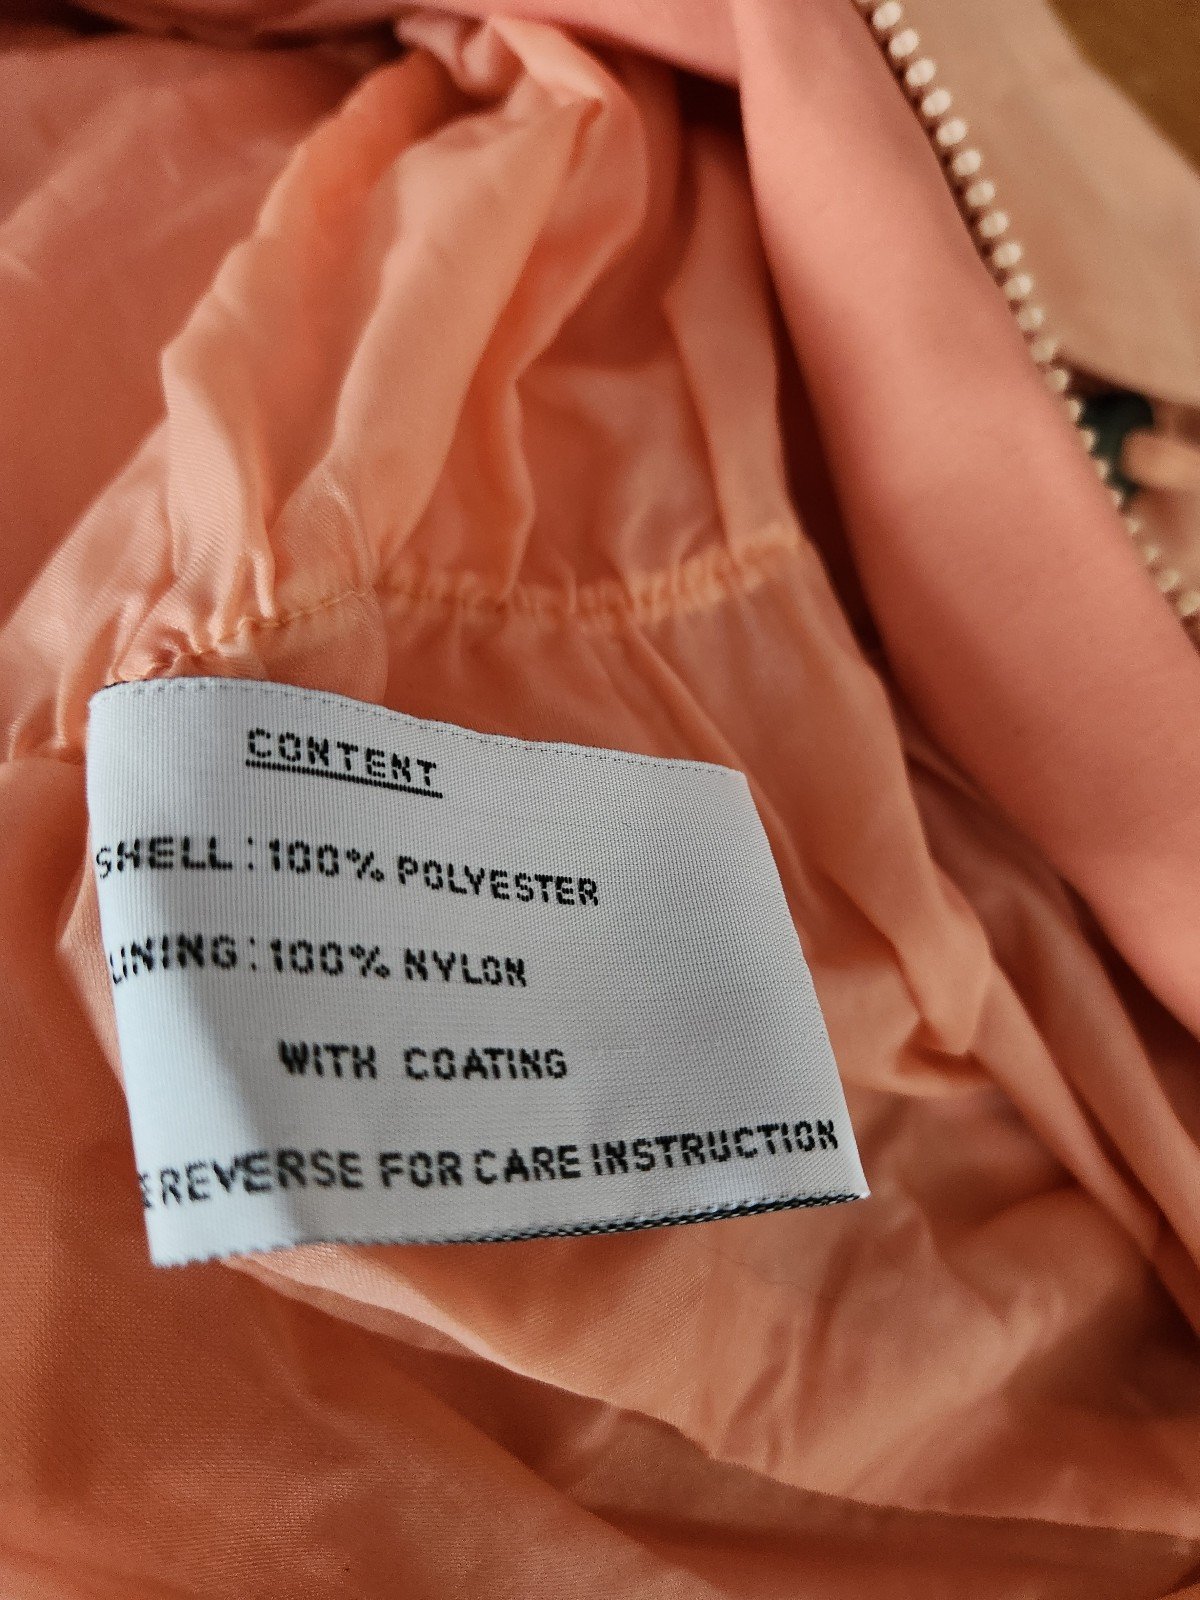 CONTENT
SHELL : 100% POLYESTER
LINING : 100% NYLON
WITH COATING
REVERSE FOR CARE INSTRUCTION